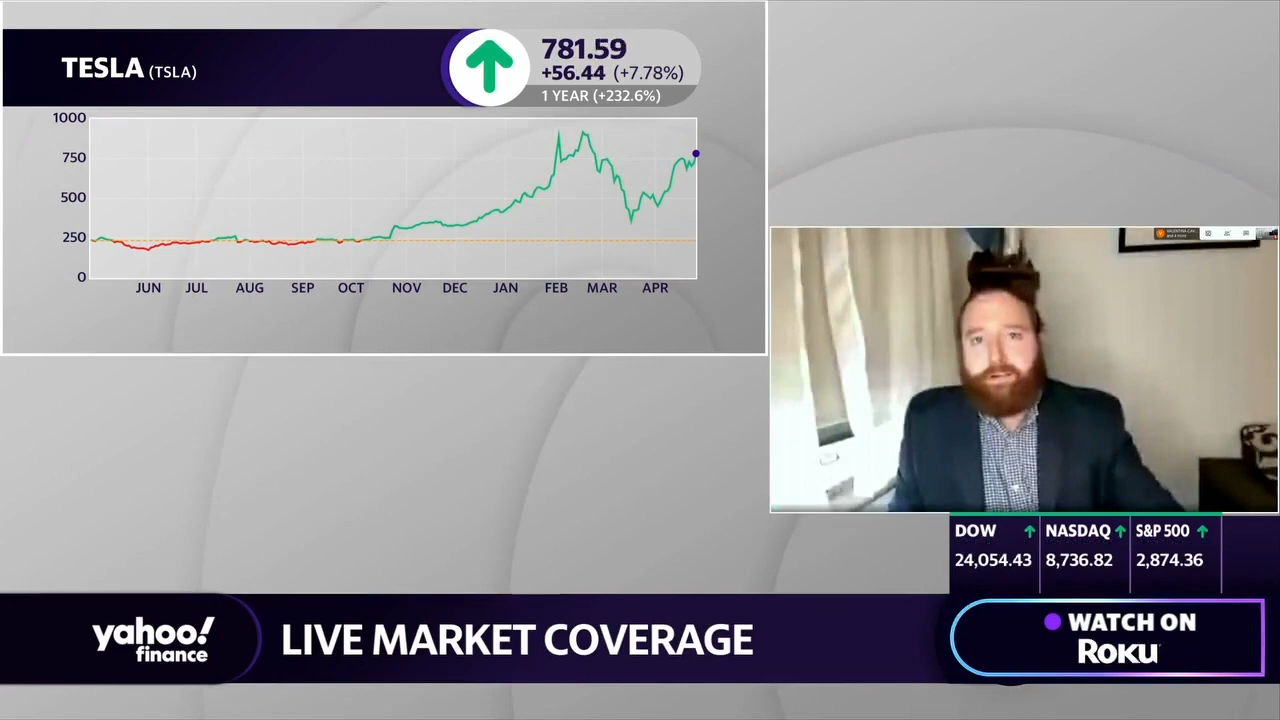 TESLA (TSLA)
781.59
+56.44 (+7.78%)
1 YEAR (+232.6%)
1000
750
500
250
0
JUN JUL AUG SEP OCT NOV DEC JAN FEB MAR APR
DOW NASDAQ S&P 500
24,054.43 8,736.82 2,874.36
yahoo!
finance
LIVE MARKET COVERAGE
WATCH ON
ROKU